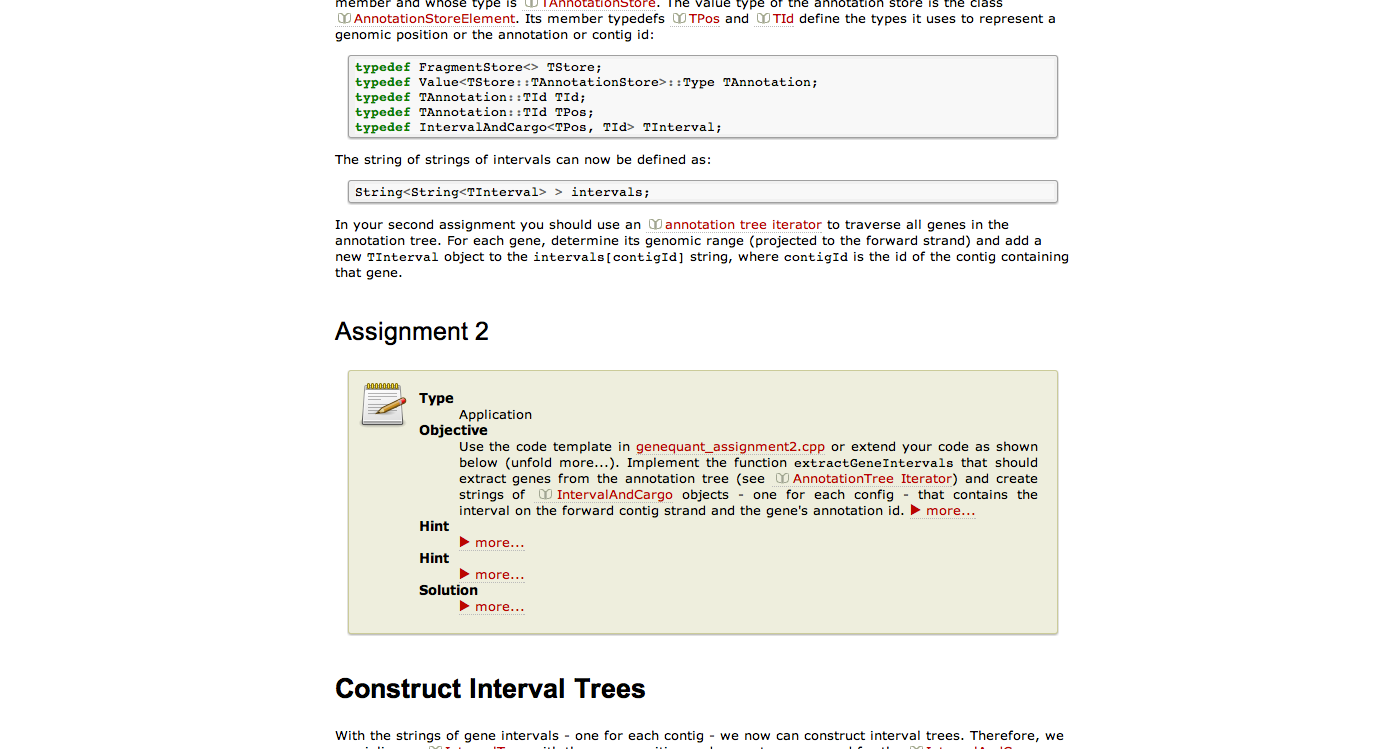 member and whose type is TAnnotationStore. The value type of the annotation store is the class
AnnotationStoreElement. Its member typedefs TPos and TId define the types it uses to represent a
genomic position or the annotation or contig id:
typedef FragmentStore<> TStore;
typedef Value<TStore::TAnnotationStore>::Type TAnnotation;
typedef TAnnotation::TId TId;
typedef TAnnotation::TId TPos;
typedef IntervalAndCargo<TPos, TId> TInterval;
The string of strings of intervals can now be defined as:
String<String<TInterval> > intervals;
In your second assignment you should use an annotation tree iterator to traverse all genes in the
annotation tree. For each gene, determine its genomic range (projected to the forward strand) and add a
new TInterval object to the intervals[contigId] string, where contigId is the id of the contig containing
that gene.
Assignment 2
Type
Application
Objective
Use the code template in genequant_assignment2.cpp or extend your code as shown
below (unfold more...). Implement the function extractGeneIntervals that should
extract genes from the annotation tree (see AnnotationTree Iterator) and create
strings of IntervalAndCargo objects - one for each config - that contains the
interval on the forward contig strand and the gene's annotation id. more...
Hint
more...
Hint
more...
Solution
more...
Construct Interval Trees
With the strings of gene intervals - one for each contig - we now can construct interval trees. Therefore, we